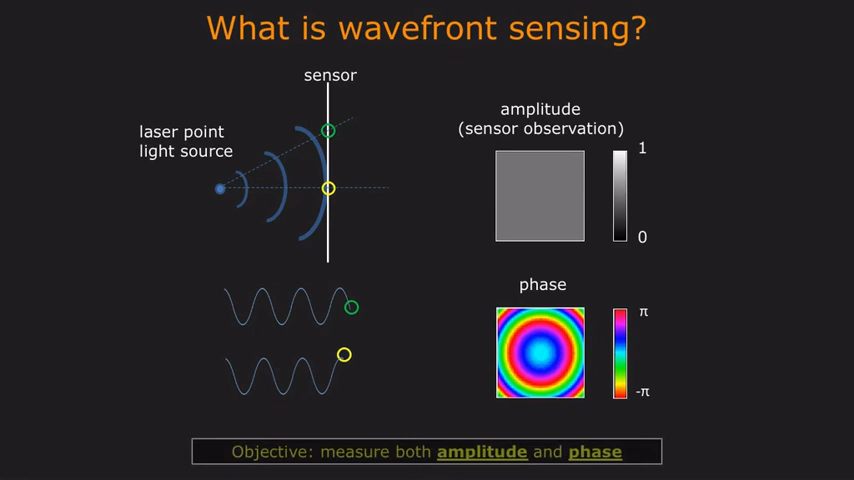 What is wavefront sensing?
sensor
laser point
light source
amplitude
(sensor observation)
1
0
phase
π
-π
Objective: measure both amplitude and phase